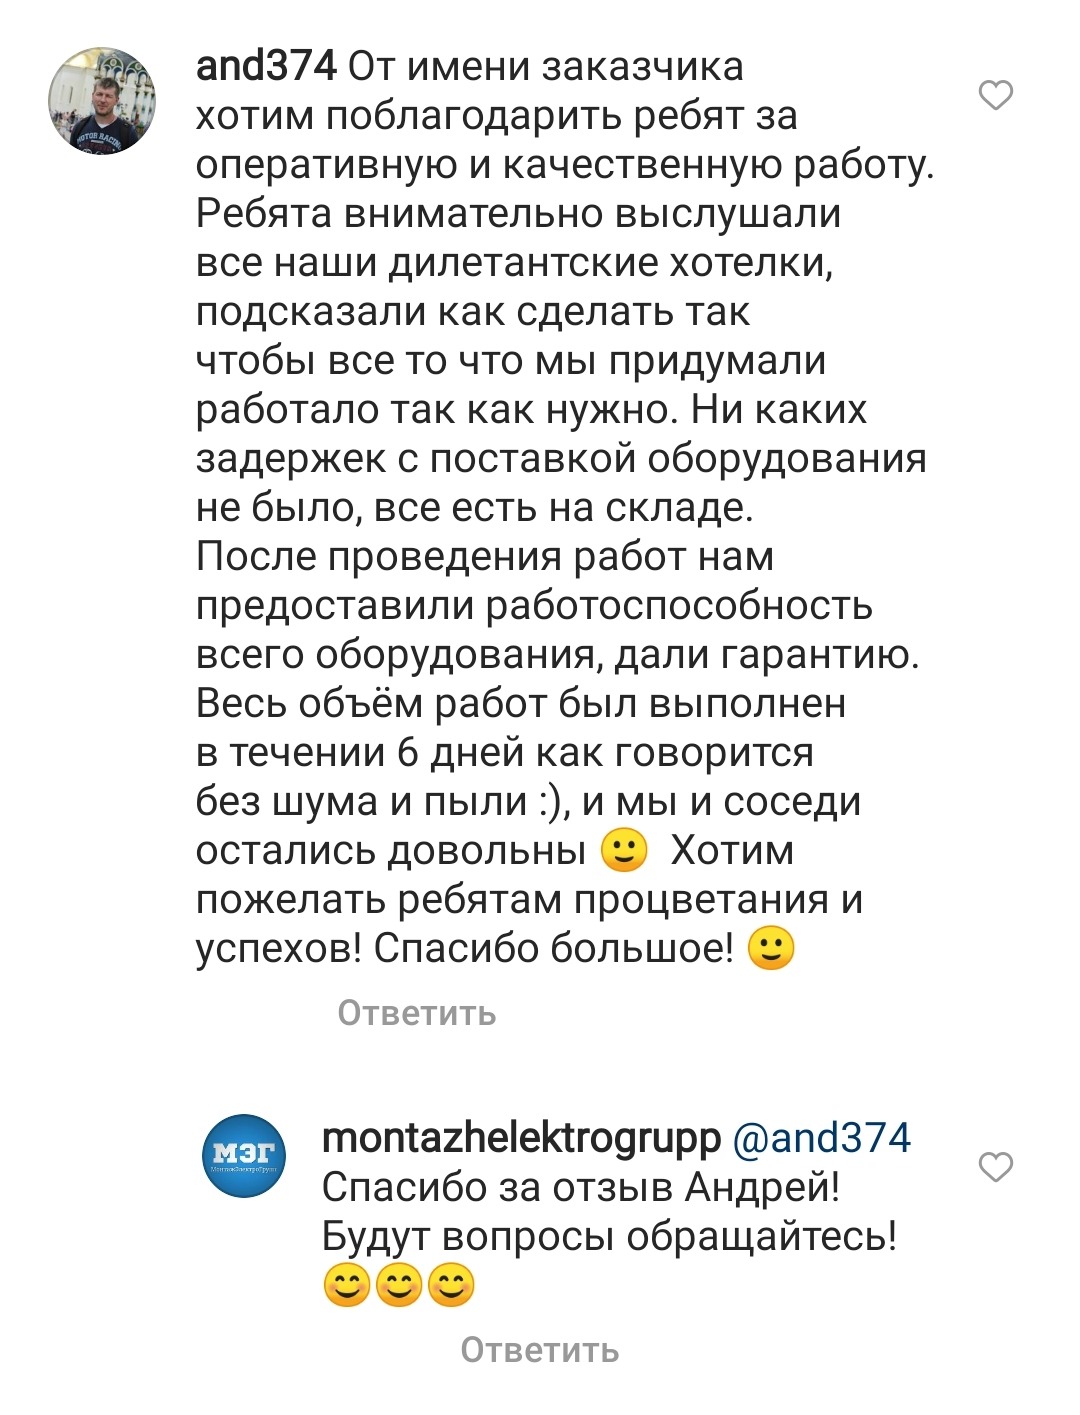 and374 От имени заказчика
хотим поблагодарить ребят за
оперативную и качественную работу.
Ребята внимательно выслушали
все наши дилетантские хотелки,
подсказали как сделать так
чтобы все то что мы придумали
работало так как нужно. Ни каких
задержек с поставкой оборудования
не было, все есть на складе.
После проведения работ нам
предоставили работоспособность
всего оборудования, дали гарантию.
Весь объём работ был выполнен
в течении 6 дней как говорится
без шума и пыли :), и мы и соседи
остались довольны 🙂 Хотим
пожелать ребятам процветания и
успехов! Спасибо большое! 🙂
Ответить
МЭГ
МонтажЭлектроГрупп
montazhelektrogrupp @and374
Спасибо за отзыв Андрей!
Будут вопросы обращайтесь!
😊😊😊
Ответить